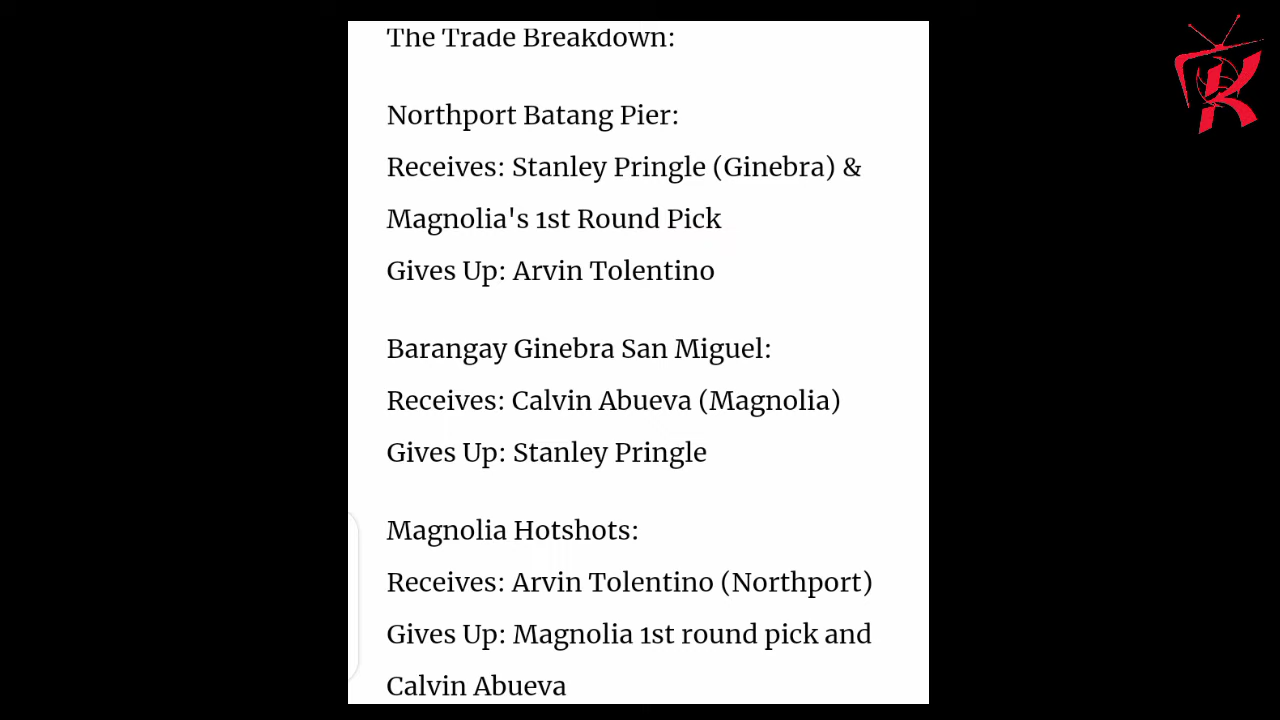 The Trade Breakdown:
Northport Batang Pier:
Receives: Stanley Pringle (Ginebra) &
Magnolia's 1st Round Pick
Gives Up: Arvin Tolentino
Barangay Ginebra San Miguel:
Receives: Calvin Abueva (Magnolia)
Gives Up: Stanley Pringle
Magnolia Hotshots:
Receives: Arvin Tolentino (Northport)
Gives Up: Magnolia 1st round pick and
Calvin Abueva